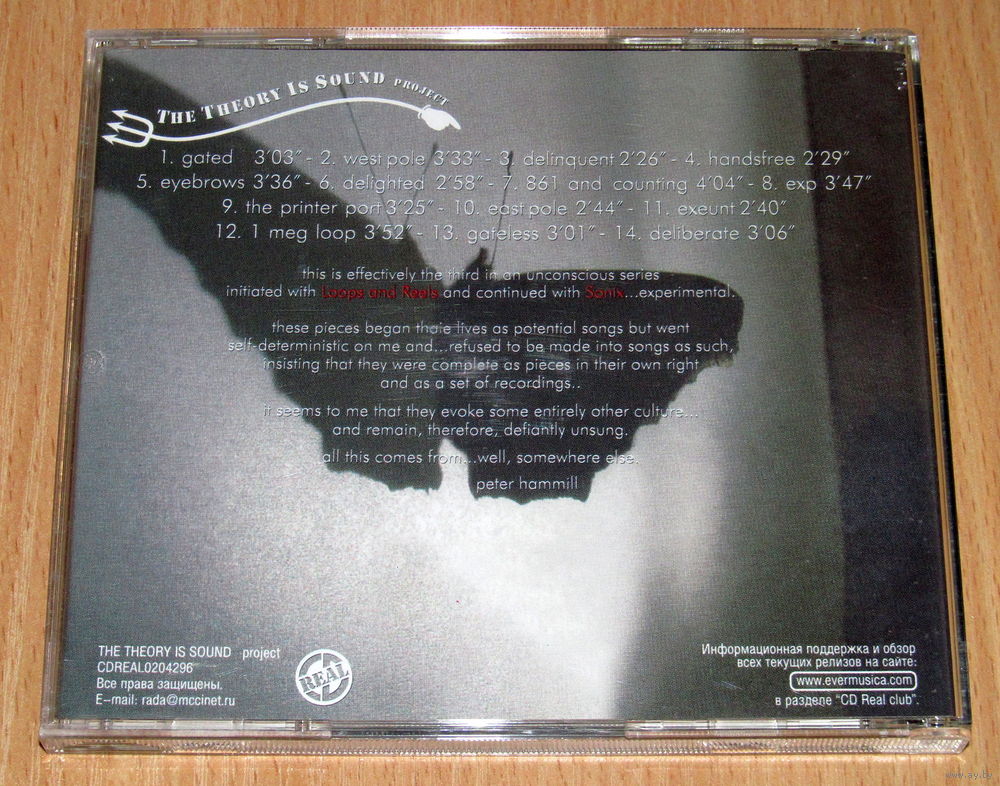 THE THEORY IS SOUND PROJECT
1. gated 3'03" - 2. west pole 3'33" - 3. delinquent 2'26" - 4. handsfree 2'29"
5. eyebrows 3'36" - 6. delighted 2'58" - 7. 861 and counting 4'04" - 8. exp 3'47"
9. the printer port 3'25" - 10. east pole 2'44" - 11. exeunt 2'40"
12. 1 meg loop 3'52" - 13. gateless 3'01" - 14. deliberate 3'06"
this is effectively the third in an unconscious series
initiated with Loops and Reels and continued with Sonix...experimental.
these pieces began thaie lives as potential songs but went
self-deterministic on me and...refused to be made into songs as such,
insisting that they were complete as pieces in their own right
and as a set of recordings..
it seems to me that they evoke some entirely other culture...
and remain, therefore, defiantly unsung.
all this comes from...well, somewhere else.
peter hammill
THE THEORY IS SOUND project
CDREAL0204296
Все права защищены.
E-mail: rada@mccinet.ru
REAL
Информационная поддержка и обзор
всех текущих релизов на сайте:
www.evermusica.com
в разделе "CD Real club".
www.ay.by